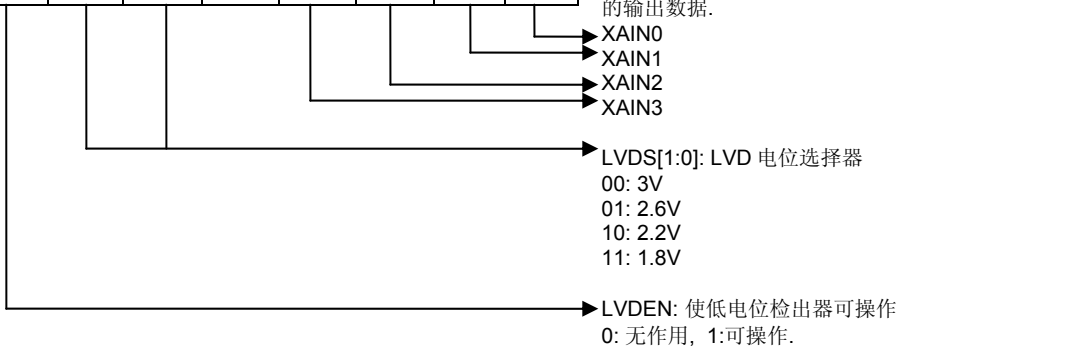 的输出数据.
XAIN0
XAIN1
XAIN2
XAIN3
LVDS[1:0]: LVD 电位选择器
00: 3V
01: 2.6V
10: 2.2V
11: 1.8V
LVDEN: 使低电位检出器可操作
0: 无作用, 1:可操作.